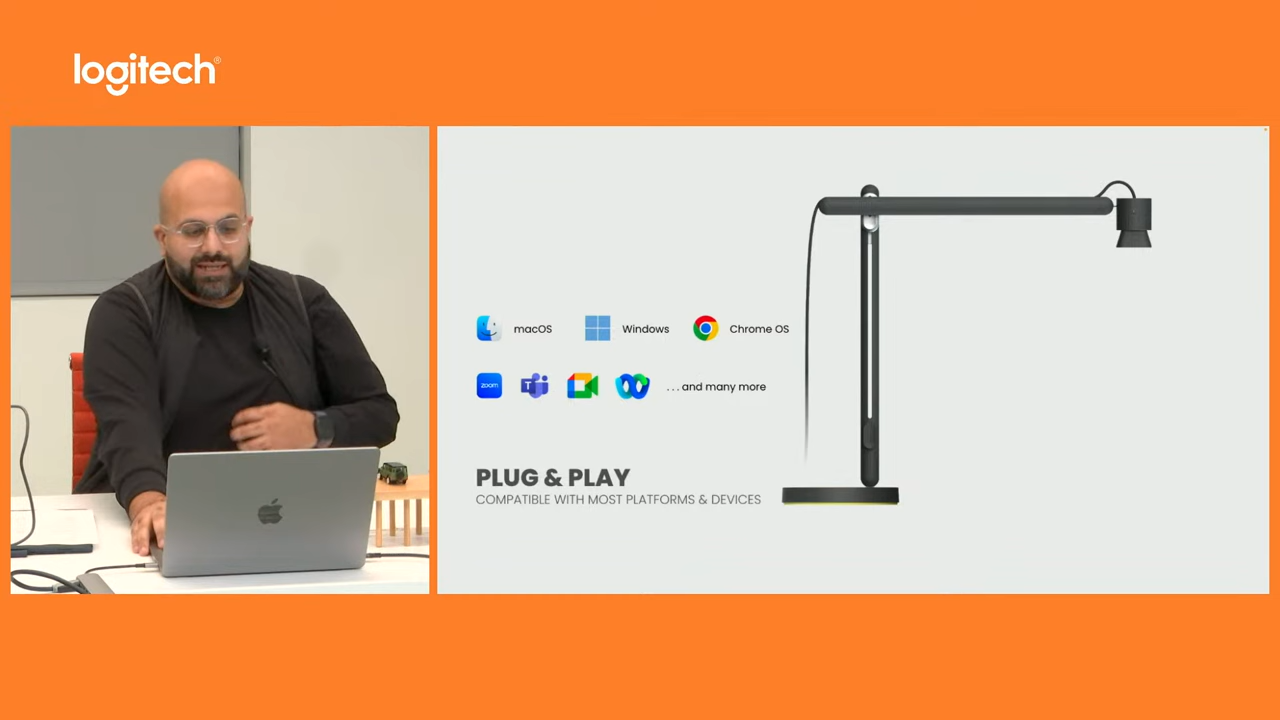 logitech®
macOS Windows Chrome OS
zoom T ...and many more
PLUG & PLAY
COMPATIBLE WITH MOST PLATFORMS & DEVICES